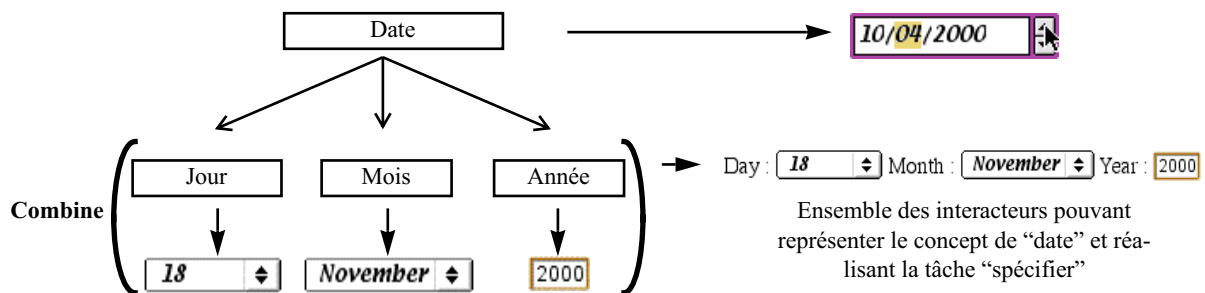 Date
10/04/2000
Jour
Mois
Année
Day : 18 Month : November Year : 2000
Combine
Ensemble des interacteurs pouvant
représenter le concept de “date” et réa-
lisant la tâche “spécifier”
18
November
2000